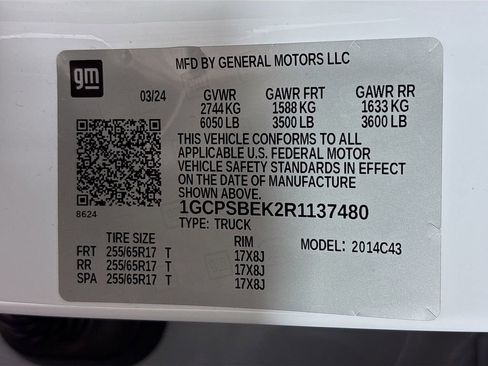 gm
MFD BY GENERAL MOTORS LLC
03/24 GVWR GAWR FRT GAWR RR
2744 KG 1588 KG 1633 KG
6050 LB 3500 LB 3600 LB
THIS VEHICLE CONFORMS TO ALL
APPLICABLE U.S. FEDERAL MOTOR
VEHICLE SAFETY STANDARDS IN EFFECT
ON THE DATE OF MANUFACTURE
SHOWN ABOVE.
8624
1GCPSBEK2R1137480
TYPE: TRUCK
TIRE SIZE RIM MODEL: 2014C43
FRT 255/65R17 T 17X8J
RR 255/65R17 T 17X8J
SPA 255/65R17 T 17X8J